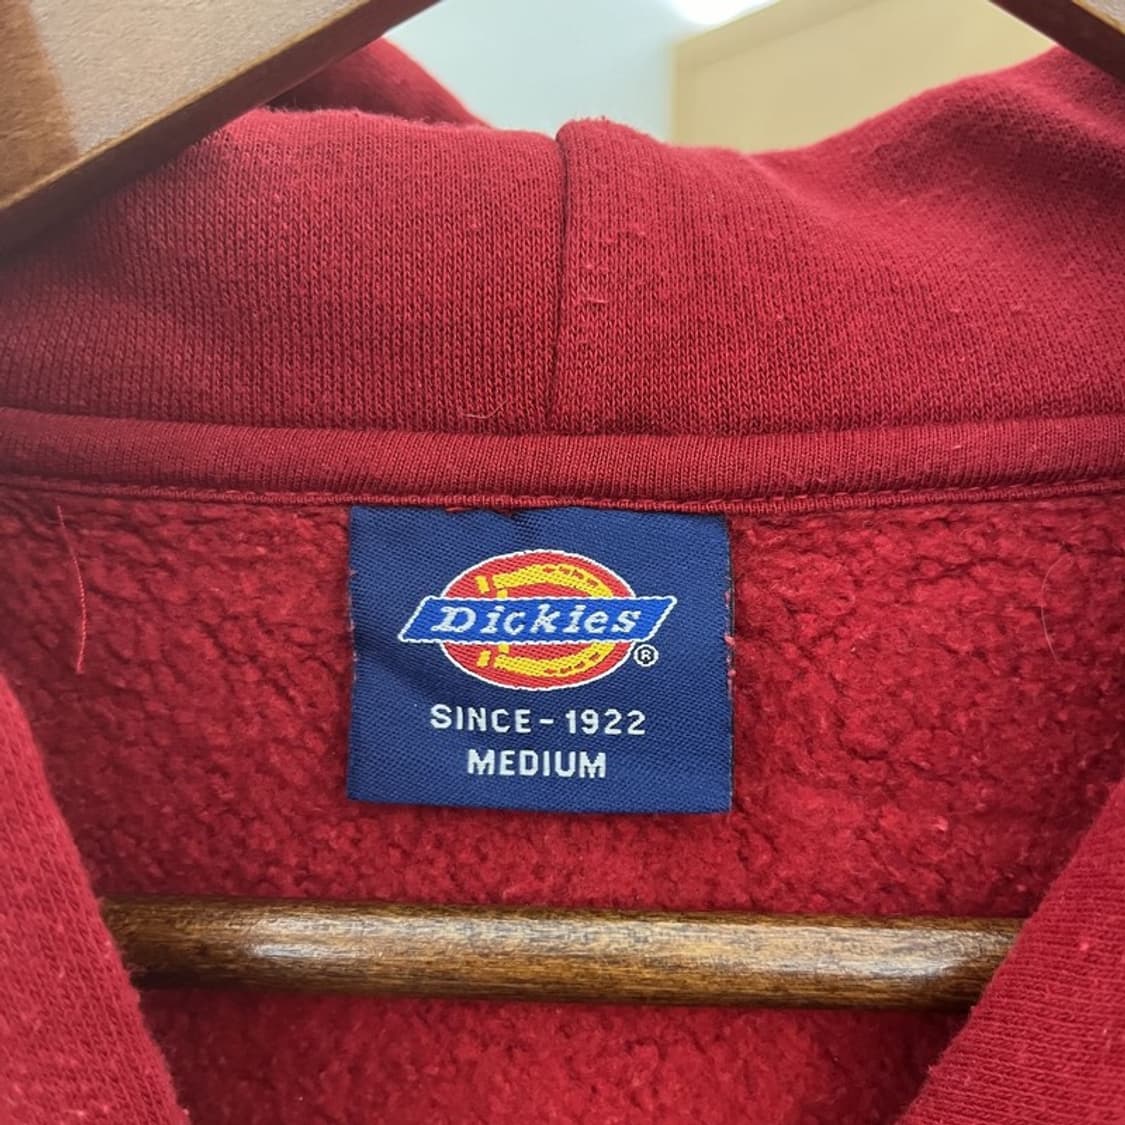 Dickies
®
SINCE - 1922
MEDIUM